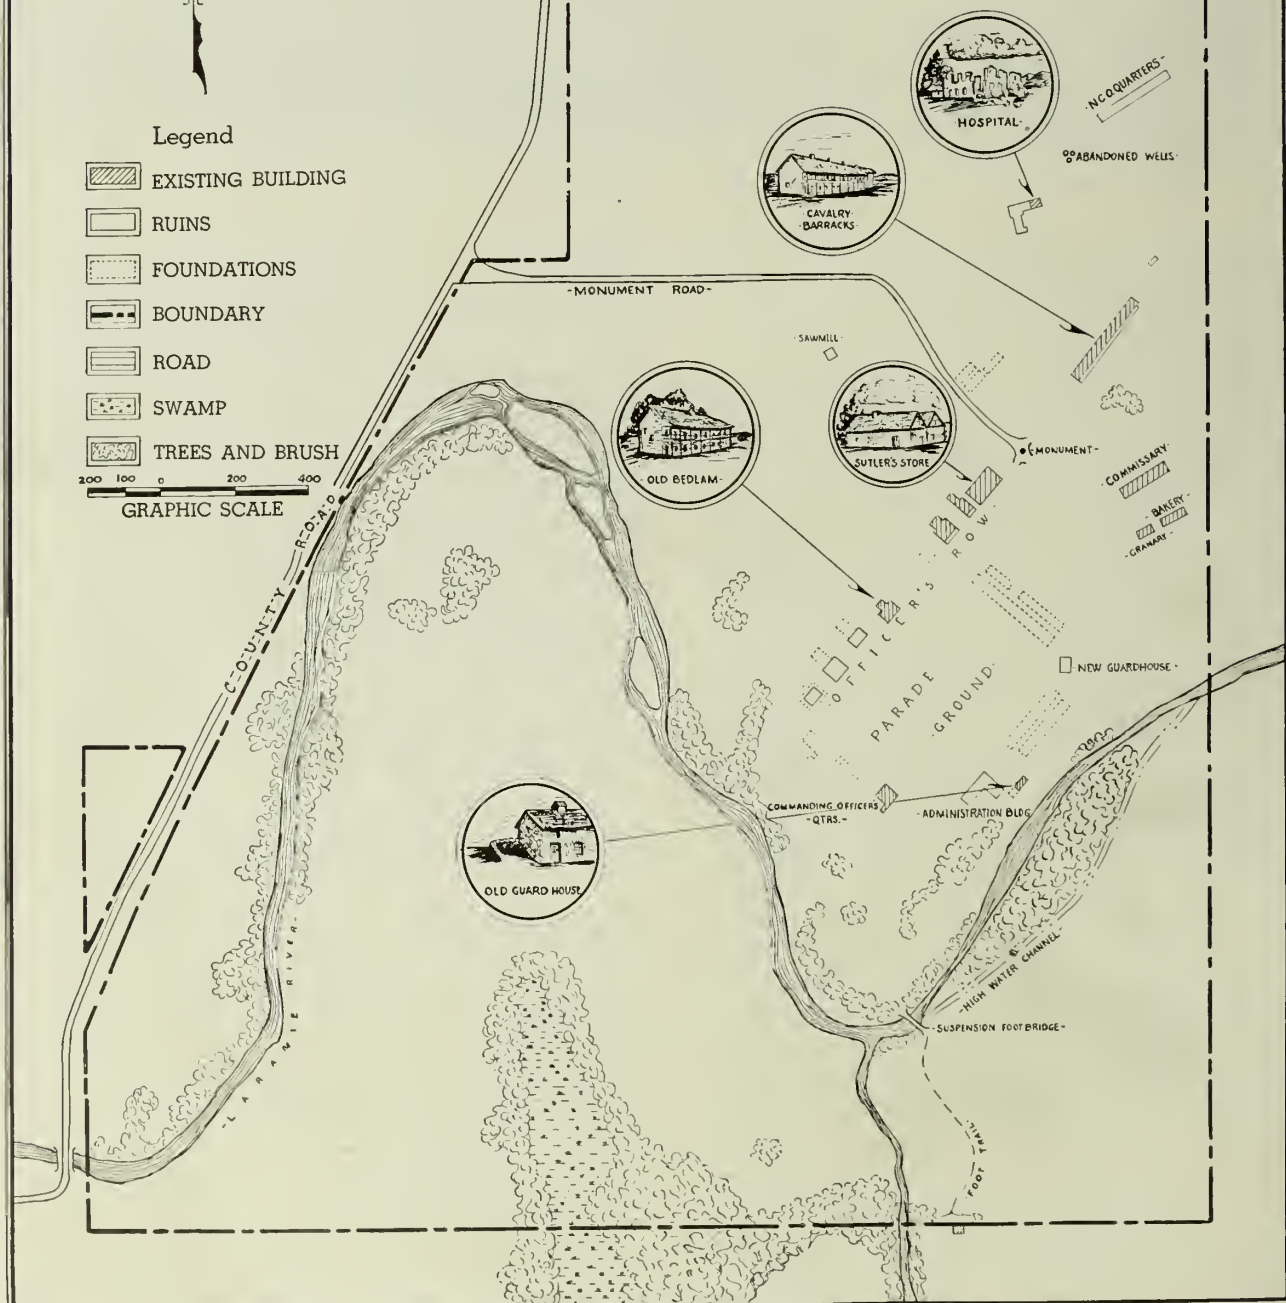 Legend
EXISTING BUILDING
RUINS
FOUNDATIONS
BOUNDARY
ROAD
SWAMP
TREES AND BRUSH
200 100 0 200 400
GRAPHIC SCALE
HOSPITAL
N.C.O. QUARTERS
ABANDONED WELLS
CAVALRY
BARRACKS
MONUMENT ROAD
SAWMILL
OLD BEDLAM
SUTLER'S STORE
MONUMENT
COMMISSARY
BAKERY
GRANARY
COUNTY ROAD
OFFICER'S ROW
PARADE
GROUND
NEW GUARDHOUSE
COMMANDING OFFICERS
QTRS.
ADMINISTRATION BLDG
OLD GUARD HOUSE
LARAMIE RIVER
HIGH WATER CHANNEL
SUSPENSION FOOTBRIDGE
FOOT TRAIL